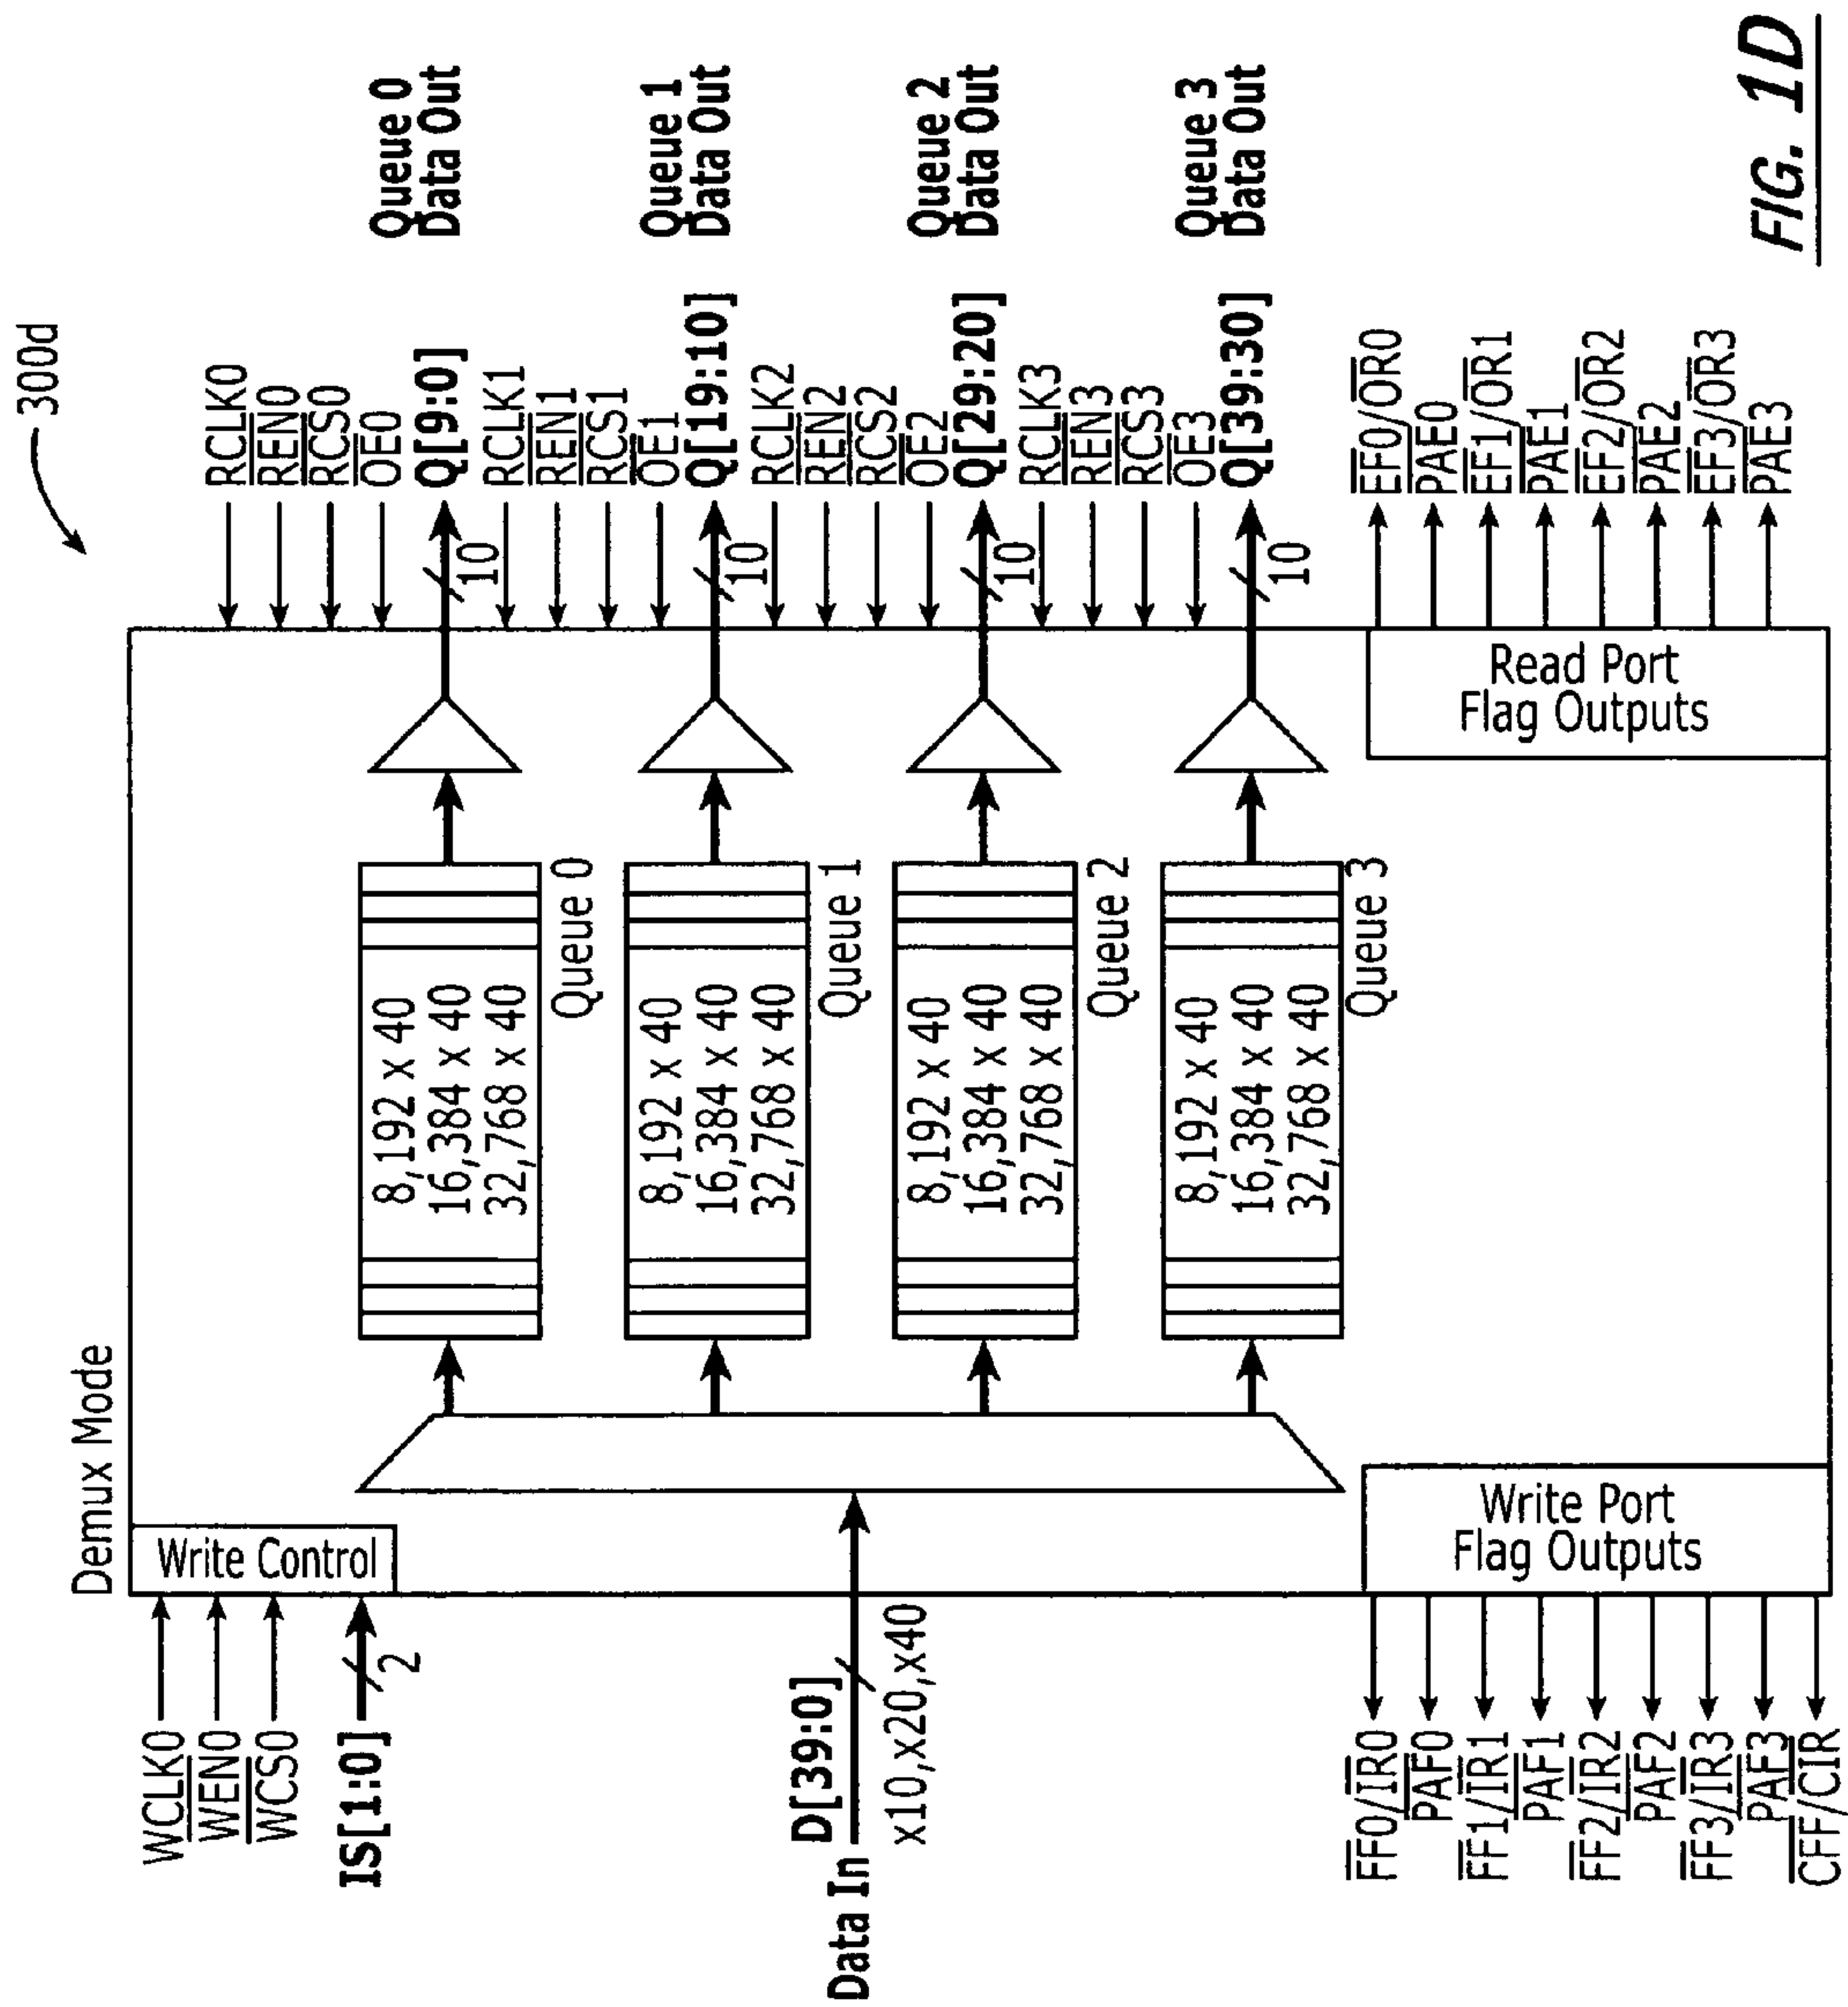 300d
Demux Mode
WCLK0
WEN0
WCS0
IS[1:0]
2
Write Control
Data In
D[39:0]
x10,x20,x40
8,192 x 40
16,384 x 40
32,768 x 40
Queue 0
8,192 x 40
16,384 x 40
32,768 x 40
Queue 1
8,192 x 40
16,384 x 40
32,768 x 40
Queue 2
8,192 x 40
16,384 x 40
32,768 x 40
Queue 3
RCLK0
REN0
RCS0
OE0
Q[9:0]
10
Queue 0
Data Out
RCLK1
REN1
RCS1
OE1
Q[19:10]
10
Queue 1
Data Out
RCLK2
REN2
RCS2
OE2
Q[29:20]
10
Queue 2
Data Out
RCLK3
REN3
RCS3
OE3
Q[39:30]
10
Queue 3
Data Out
Write Port
Flag Outputs
FF0/IR0
PAF0
FF1/IR1
PAF1
FF2/IR2
PAF2
FF3/IR3
PAF3
CFF/CIR
Read Port
Flag Outputs
EF0/OR0
PAE0
EF1/OR1
PAE1
EF2/OR2
PAE2
EF3/OR3
PAE3
FIG. 1D